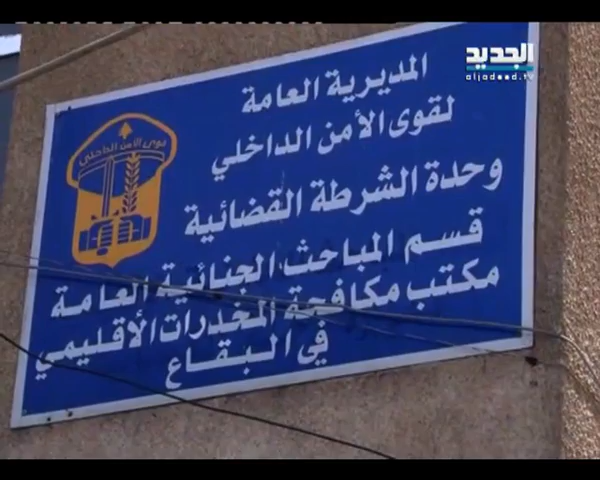 الجديد
aljadeed.tv
المديرية العامة
لقوى الأمن الداخلي
وحدة الشرطة القضائية
قسم المباحث الجنائية العامة
مكتب مكافحة المخدرات الأقليمي
في البقاع
قوى الأمن الداخلي